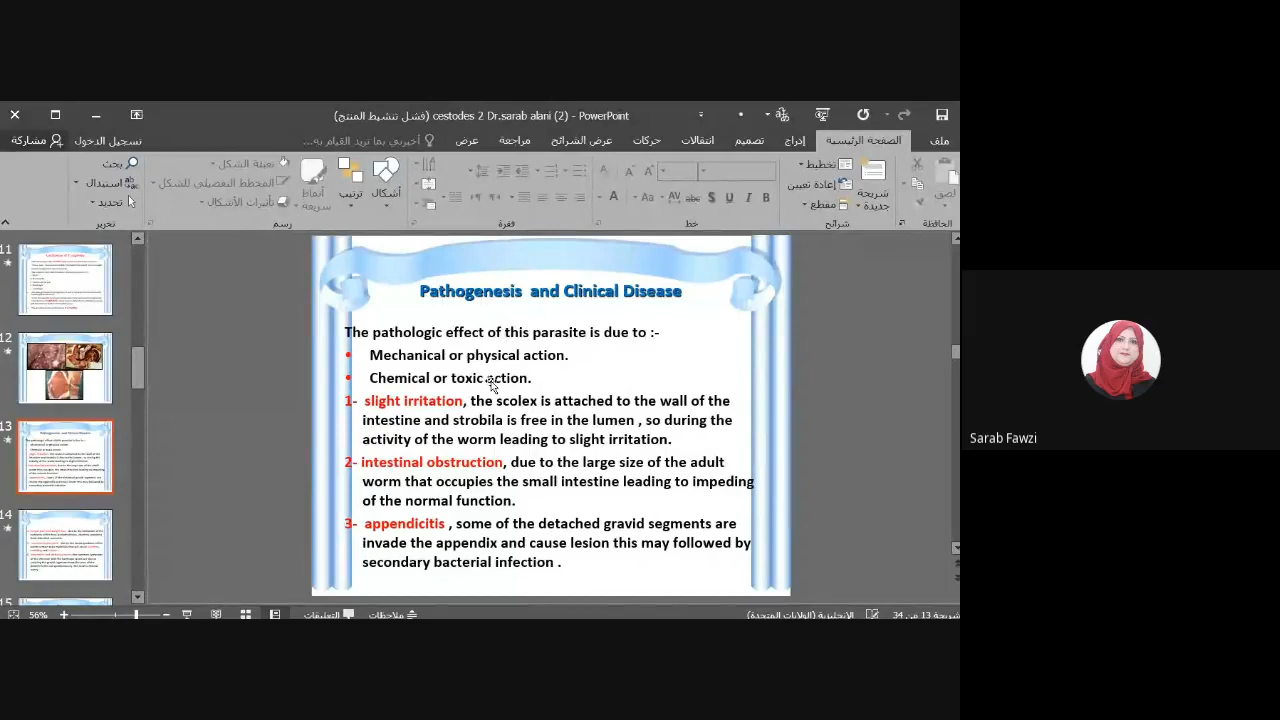 cestodes 2 Dr.sarab alani (2) - PowerPoint (فشل تنشيط المنتج)
ملف
الصفحة الرئيسية
إدراج
تصميم
انتقالات
حركات
عرض الشرائح
مراجعة
عرض
أخبرني بما تريد القيام به...
تسجيل الدخول
مشاركة
لصق
الحافظة
شريحة
جديدة
تخطيط
إعادة تعيين
مقطع
شرائح
خط
فقرة
أشكال
ترتيب
أنماط
سريعة
تعبئة الشكل
المخطط التفصيلي للشكل
تأثيرات الأشكال
رسم
بحث
استبدال
تحديد
تحرير
11
12
13
14
15
Pathogenesis and Clinical Disease
The pathologic effect of this parasite is due to :-
• Mechanical or physical action.
• Chemical or toxic action.
1- slight irritation, the scolex is attached to the wall of the
intestine and strobila is free in the lumen , so during the
activity of the worm leading to slight irritation.
2- intestinal obstruction, due to the large size of the adult
worm that occupies the small intestine leading to impeding
of the normal function.
3- appendicitis , some of the detached gravid segments are
invade the appendix and cause lesion this may followed by
secondary bacterial infection .
شريحة 13 من 34
الإنجليزية (الولايات المتحدة)
ملاحظات
التعليقات
56%
Sarab Fawzi